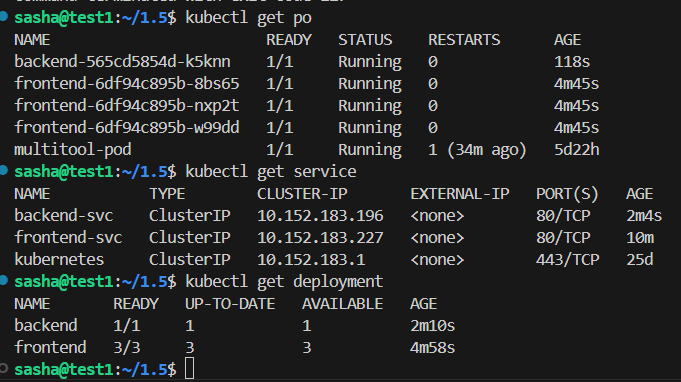 sasha@test1:~/1.5$ kubectl get po
NAME READY STATUS RESTARTS AGE
backend-565cd5854d-k5knn 1/1 Running 0 118s
frontend-6df94c895b-8bs65 1/1 Running 0 4m45s
frontend-6df94c895b-nxp2t 1/1 Running 0 4m45s
frontend-6df94c895b-w99dd 1/1 Running 0 4m45s
multitool-pod 1/1 Running 1 (34m ago) 5d22h
sasha@test1:~/1.5$ kubectl get service
NAME TYPE CLUSTER-IP EXTERNAL-IP PORT(S) AGE
backend-svc ClusterIP 10.152.183.196 <none> 80/TCP 2m4s
frontend-svc ClusterIP 10.152.183.227 <none> 80/TCP 10m
kubernetes ClusterIP 10.152.183.1 <none> 443/TCP 25d
sasha@test1:~/1.5$ kubectl get deployment
NAME READY UP-TO-DATE AVAILABLE AGE
backend 1/1 1 1 2m10s
frontend 3/3 3 3 4m58s
sasha@test1:~/1.5$